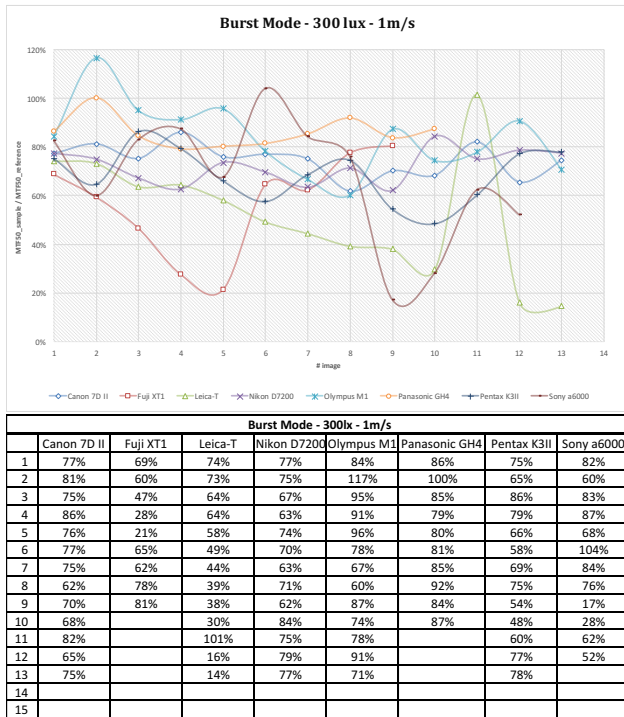 Burst Mode - 300 lux - 1m/s
120%
100%
80%
60%
40%
20%
0%
MTF50_sample / MTF50_reference
1 2 3 4 5 6 7 8 9 10 11 12 13 14
# image
Canon 7D II Fuji XT1 Leica-T Nikon D7200 Olympus M1 Panasonic GH4 Pentax K3II Sony a6000
Burst Mode - 300lx - 1m/s
Canon 7D II Fuji XT1 Leica-T Nikon D7200 Olympus M1 Panasonic GH4 Pentax K3II Sony a6000
1 77% 69% 74% 77% 84% 86% 75% 82%
2 81% 60% 73% 75% 117% 100% 65% 60%
3 75% 47% 64% 67% 95% 85% 86% 83%
4 86% 28% 64% 63% 91% 79% 79% 87%
5 76% 21% 58% 74% 96% 80% 66% 68%
6 77% 65% 49% 70% 78% 81% 58% 104%
7 75% 62% 44% 63% 67% 85% 69% 84%
8 62% 78% 39% 71% 60% 92% 75% 76%
9 70% 81% 38% 62% 87% 84% 54% 17%
10 68% 30% 84% 74% 87% 48% 28%
11 82% 101% 75% 78% 60% 62%
12 65% 16% 79% 91% 77% 52%
13 75% 14% 77% 71% 78%
14
15